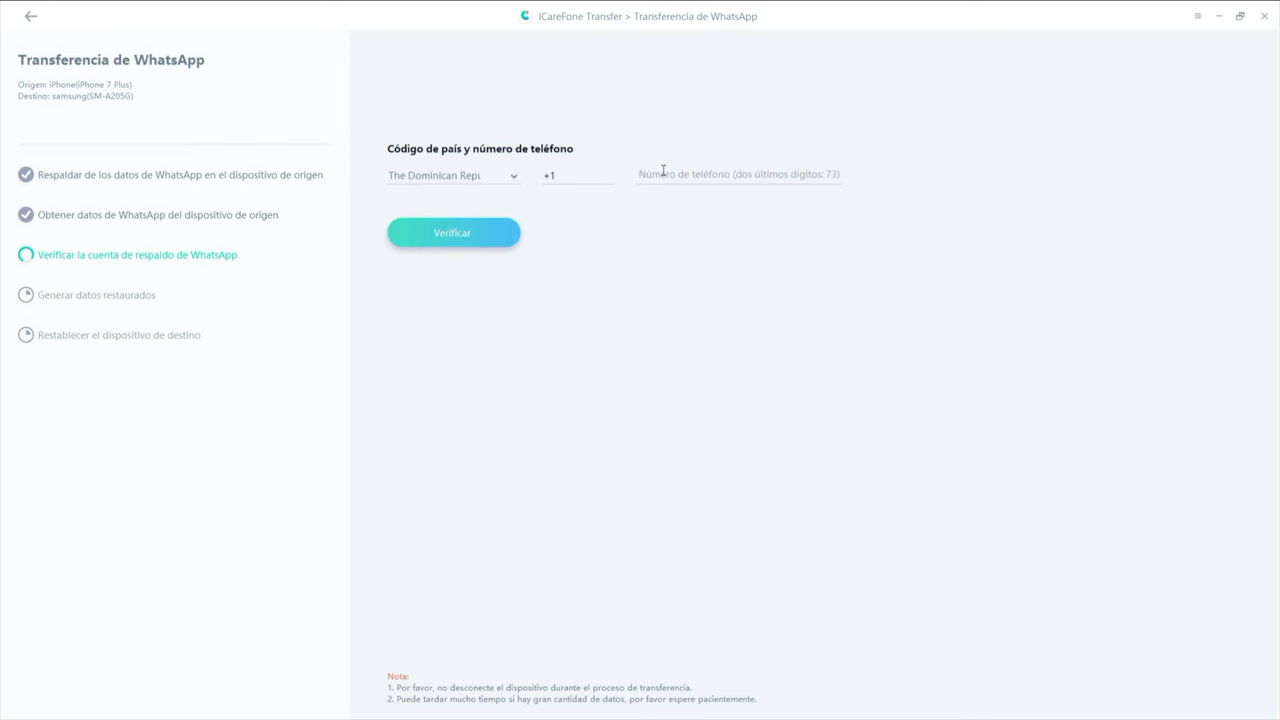 iCareFone Transfer > Transferencia de WhatsApp
Transferencia de WhatsApp
Origen: iPhone(iPhone 7 Plus)
Destino: samsung(SM-A205G)
Respaldar de los datos de WhatsApp en el dispositivo de origen
Obtener datos de WhatsApp del dispositivo de origen
Verificar la cuenta de respaldo de WhatsApp
Generar datos restaurados
Restablecer el dispositivo de destino
Código de país y número de teléfono
The Dominican Repu +1 Número de teléfono (dos últimos dígitos: 73)
Verificar
Nota:
1. Por favor, no desconecte el dispositivo durante el proceso de transferencia.
2. Puede tardar mucho tiempo si hay gran cantidad de datos, por favor espere pacientemente.